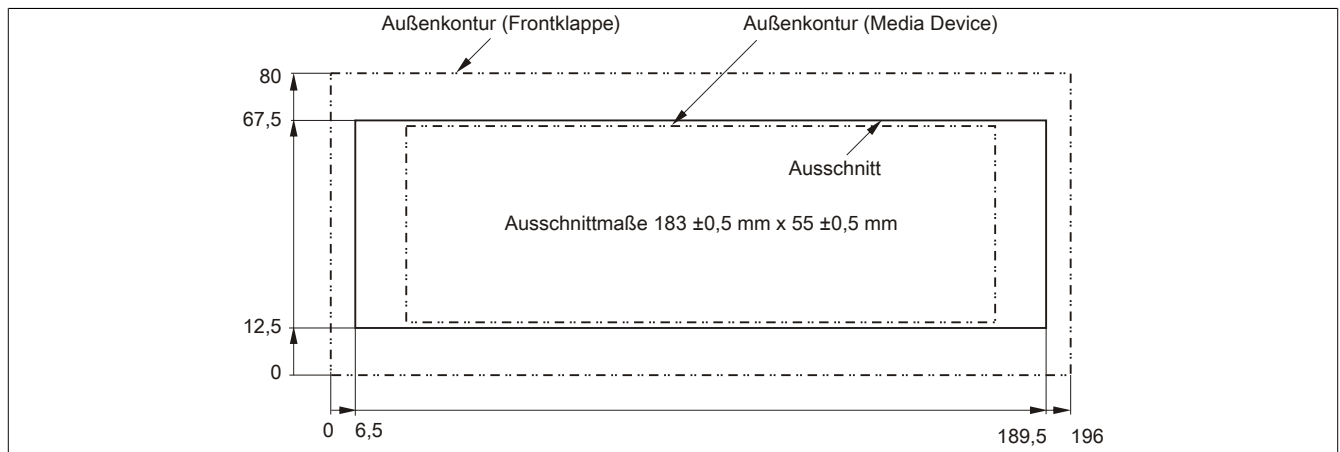 Außenkontur (Frontklappe)
Außenkontur (Media Device)
80
67,5
Ausschnitt
Ausschnittmaße 183 ±0,5 mm x 55 ±0,5 mm
12,5
0
0
6,5
189,5
196